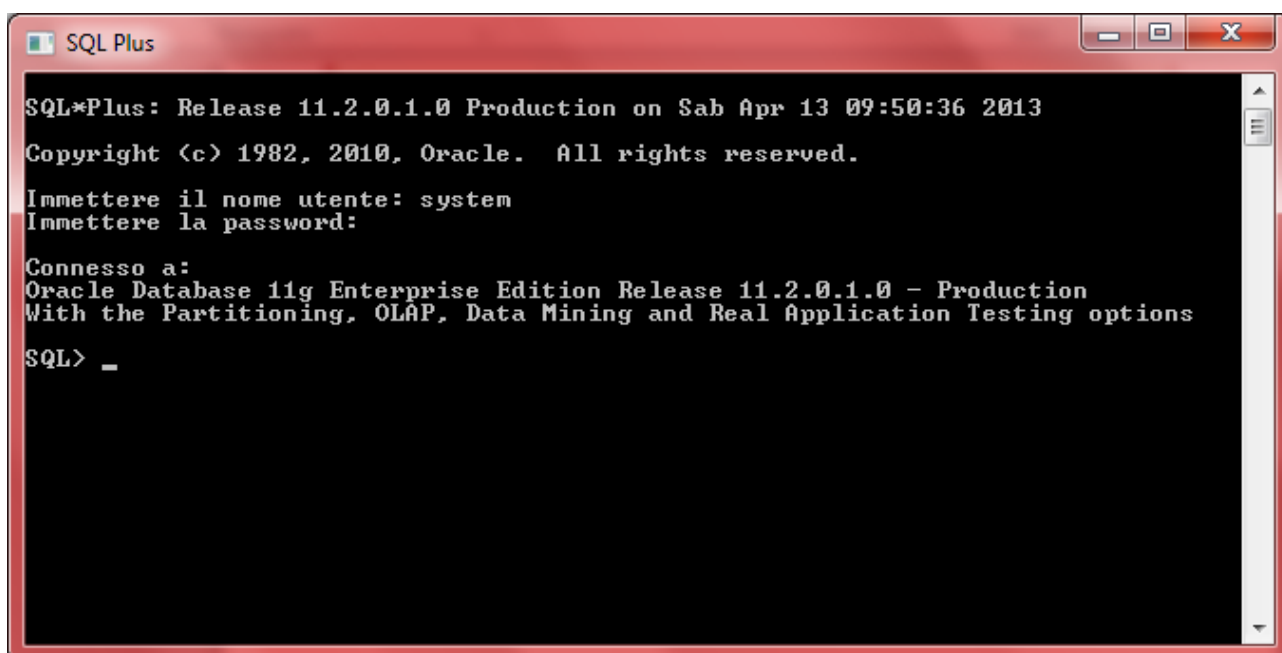 SQL Plus
SQL*Plus: Release 11.2.0.1.0 Production on Sab Apr 13 09:50:36 2013
Copyright (c) 1982, 2010, Oracle.  All rights reserved.
Immettere il nome utente: system
Immettere la password:
Connesso a:
Oracle Database 11g Enterprise Edition Release 11.2.0.1.0 - Production
With the Partitioning, OLAP, Data Mining and Real Application Testing options
SQL> _